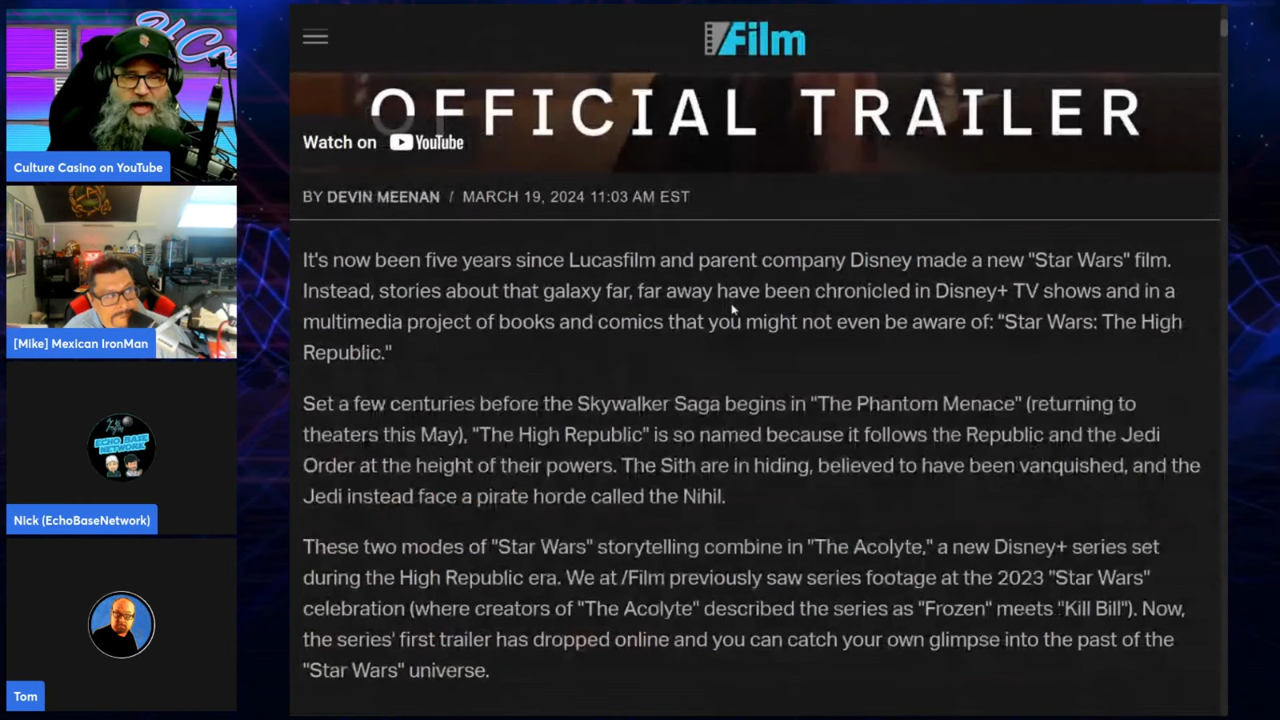 Culture Casino on YouTube
[Mike] Mexican IronMan
ECHO BASE
NETWORK
Nick (EchoBaseNetwork)
Tom
/Film
OFFICIAL TRAILER
Watch on YouTube
BY DEVIN MEENAN / MARCH 19, 2024 11:03 AM EST
It's now been five years since Lucasfilm and parent company Disney made a new "Star Wars" film.
Instead, stories about that galaxy far, far away have been chronicled in Disney+ TV shows and in a
multimedia project of books and comics that you might not even be aware of: "Star Wars: The High
Republic."
Set a few centuries before the Skywalker Saga begins in "The Phantom Menace" (returning to
theaters this May), "The High Republic" is so named because it follows the Republic and the Jedi
Order at the height of their powers. The Sith are in hiding, believed to have been vanquished, and the
Jedi instead face a pirate horde called the Nihil.
These two modes of "Star Wars" storytelling combine in "The Acolyte," a new Disney+ series set
during the High Republic era. We at /Film previously saw series footage at the 2023 "Star Wars"
celebration (where creators of "The Acolyte" described the series as "Frozen" meets "Kill Bill"). Now,
the series' first trailer has dropped online and you can catch your own glimpse into the past of the
"Star Wars" universe.